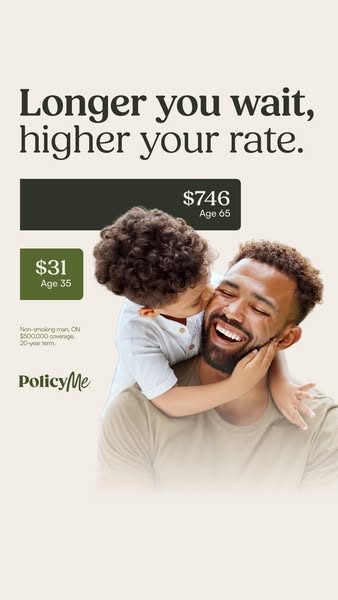 Longer you wait,
higher your rate.
$746
Age 65
$31
Age 35
Non-smoking man, ON
$500,000 coverage,
20-year term.
PolicyMe